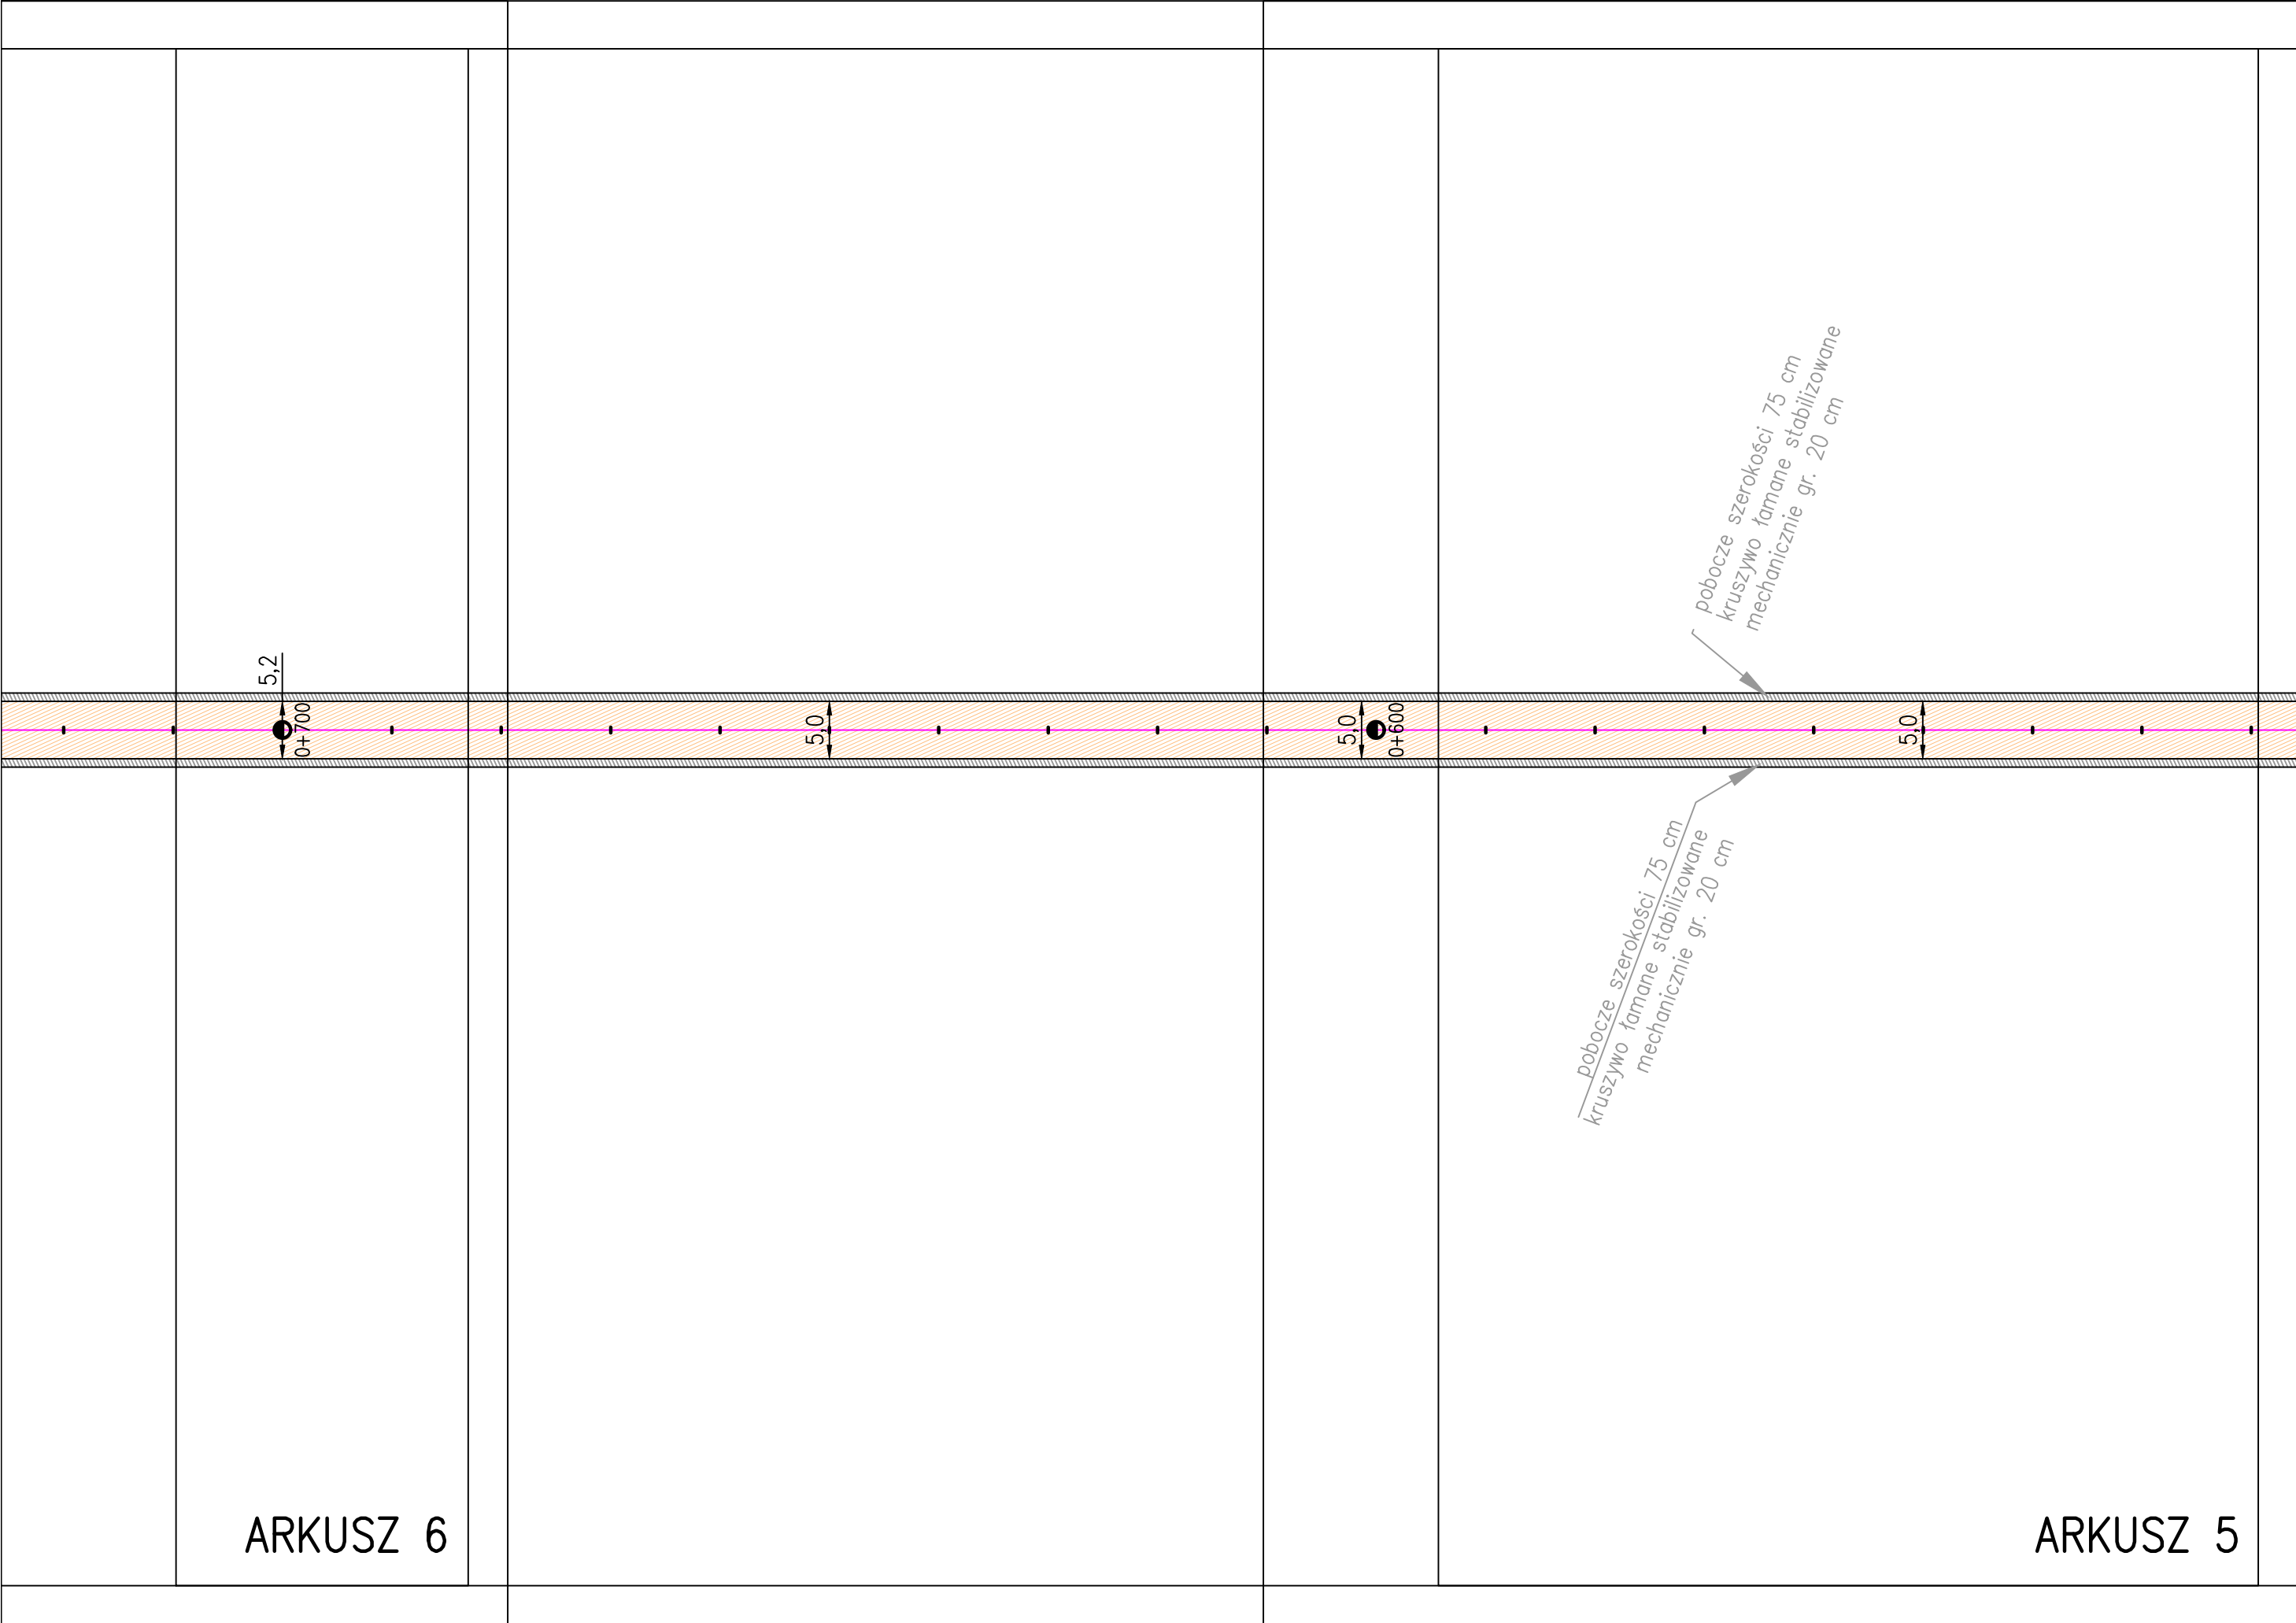 pobocze szerokości 75 cm
kruszywo łamane stabilizowane
mechanicznie gr. 20 cm
5,2
0+700
5,0
5,0
0+600
5,0
pobocze szerokości 75 cm
kruszywo łamane stabilizowane
mechanicznie gr. 20 cm
ARKUSZ 6
ARKUSZ 5